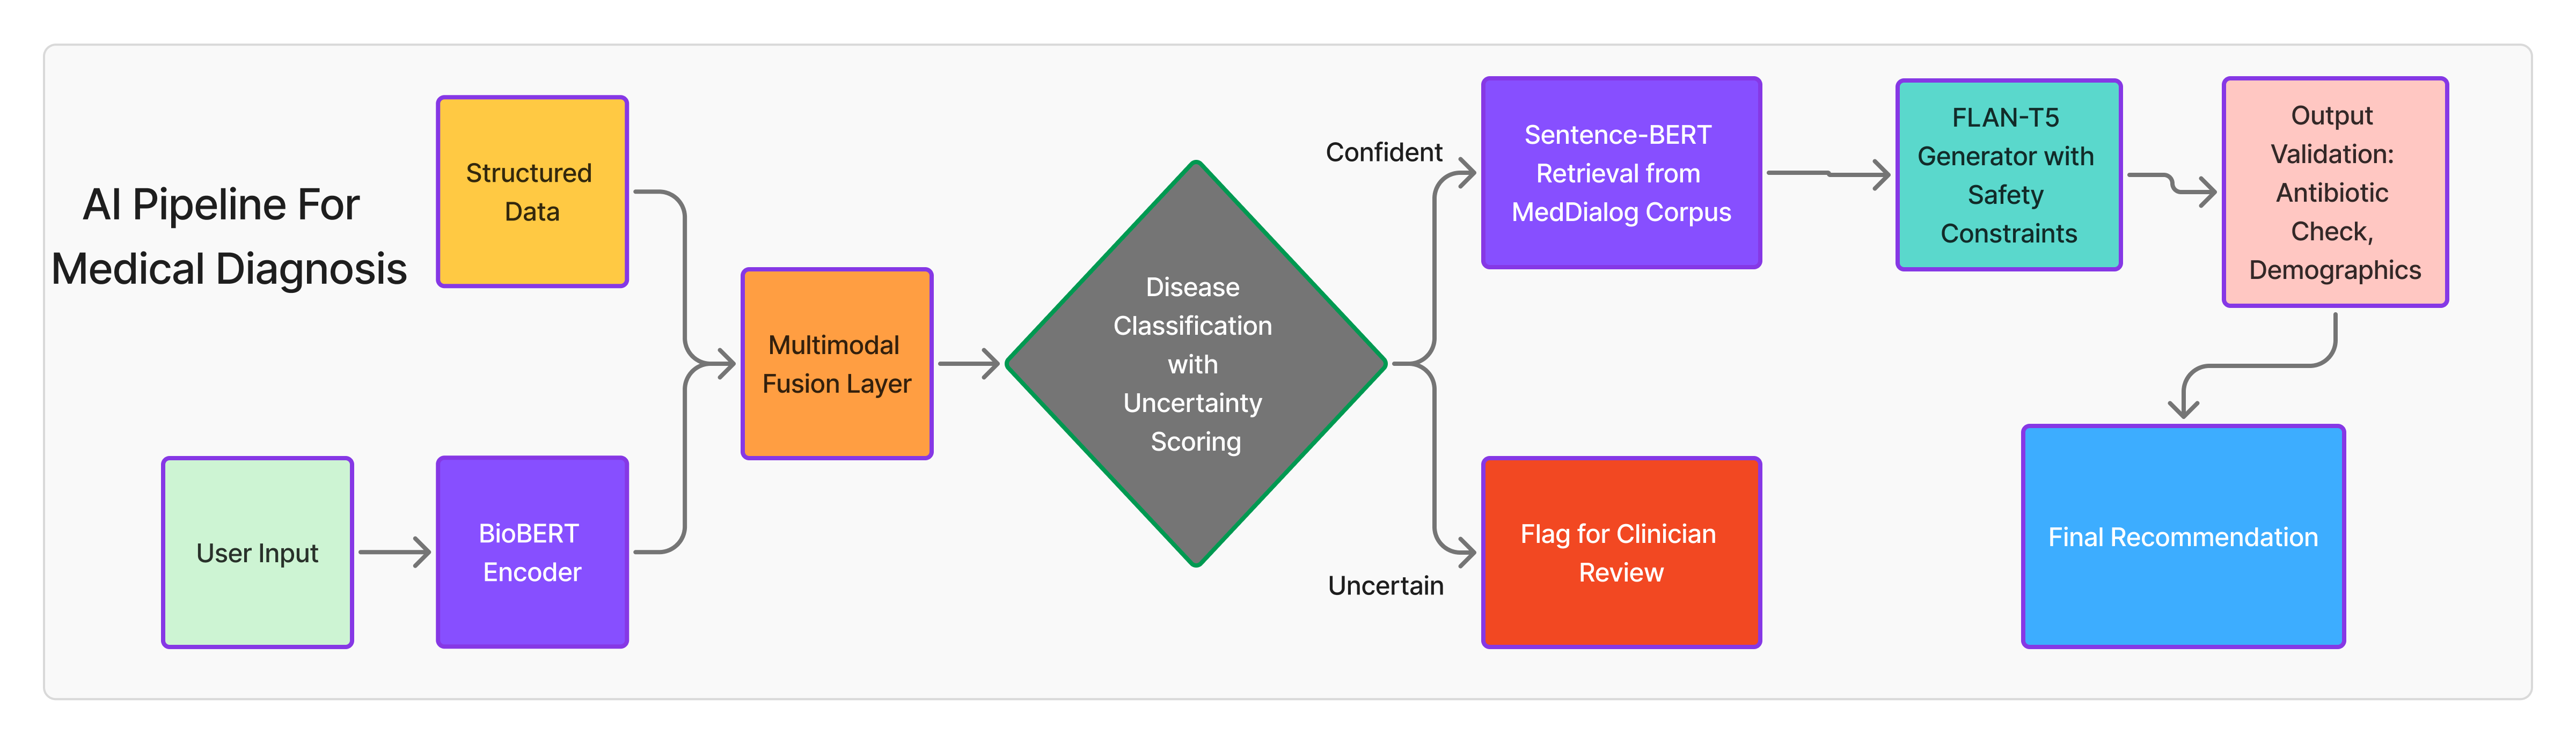 AI Pipeline For
Medical Diagnosis
Structured
Data
User Input
BioBERT
Encoder
Multimodal
Fusion Layer
Disease
Classification
with
Uncertainty
Scoring
Confident
Uncertain
Sentence-BERT
Retrieval from
MedDialog Corpus
Flag for Clinician
Review
FLAN-T5
Generator with
Safety
Constraints
Output
Validation:
Antibiotic
Check,
Demographics
Final Recommendation